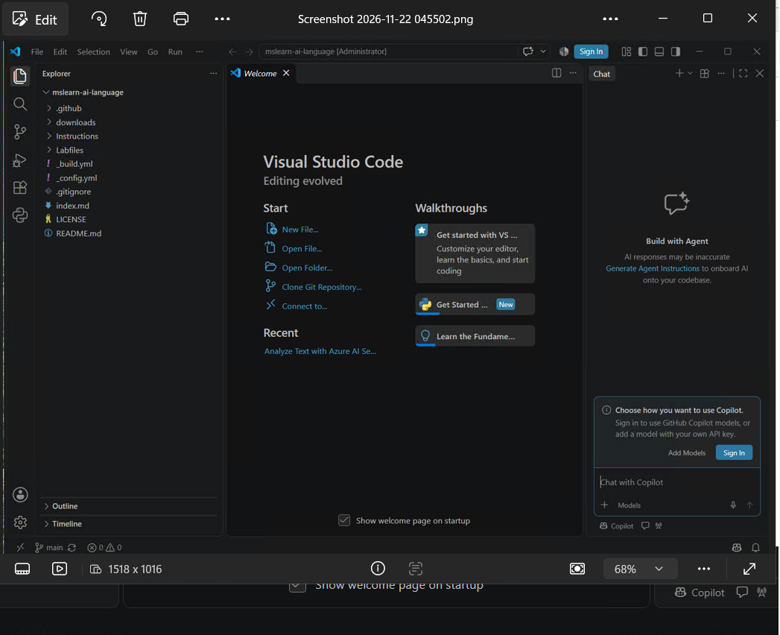 Edit
Screenshot 2026-11-22 045502.png
File Edit Selection View Go Run
mslearn-ai-language [Administrator]
Sign In
Explorer
mslearn-ai-language
.github
downloads
Instructions
Labfiles
_build.yml
_config.yml
.gitignore
index.md
LICENSE
README.md
Outline
Timeline
Welcome
Visual Studio Code
Editing evolved
Start
New File...
Open File...
Open Folder...
Clone Git Repository...
Connect to...
Recent
Analyze Text with Azure AI Se...
Walkthroughs
Get started with VS ...
Customize your editor,
learn the basics, and start
coding
Get Started ... New
Learn the Fundame...
Show welcome page on startup
Chat
Build with Agent
AI responses may be inaccurate
Generate Agent Instructions to onboard AI
onto your codebase.
Choose how you want to use Copilot.
Sign in to use GitHub Copilot models, or
add a model with your own API key.
Add Models Sign In
Chat with Copilot
Models
Copilot
main 0 0
1518 x 1016
68%
Show welcome page on startup
Copilot